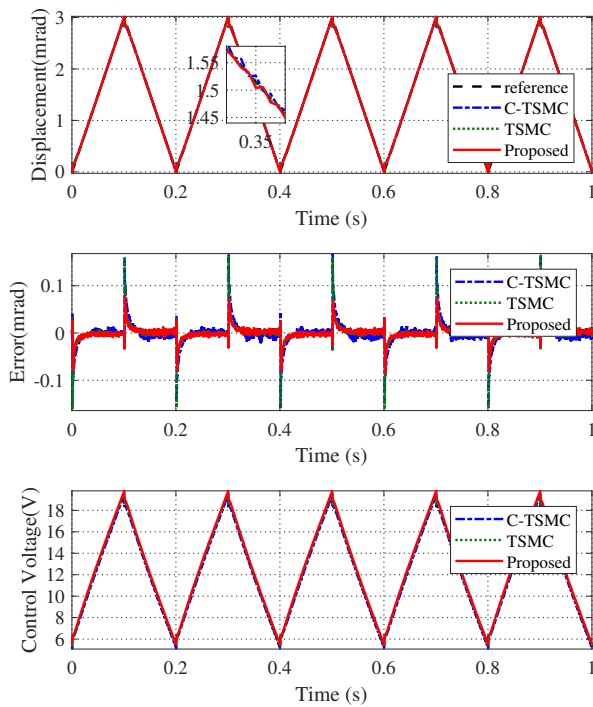 Displacement(mrad)
3
2
1
0
1.55
1.5
1.45
0.35
reference
C-TSMC
TSMC
Proposed
0
0.2
0.4
0.6
0.8
1
Time (s)
Error(mrad)
0.1
0
-0.1
C-TSMC
TSMC
Proposed
0
0.2
0.4
0.6
0.8
1
Time (s)
Control Voltage(V)
18
16
14
12
10
8
6
C-TSMC
TSMC
Proposed
0
0.2
0.4
0.6
0.8
1
Time (s)